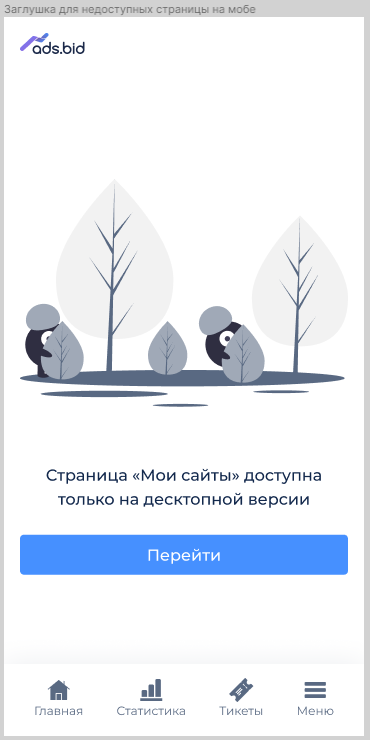 Заглушка для недоступных страницы на мобе
ads.bid
Страница «Мои сайты» доступна
только на десктопной версии
Перейти
Главная
Статистика
Тикеты
Меню